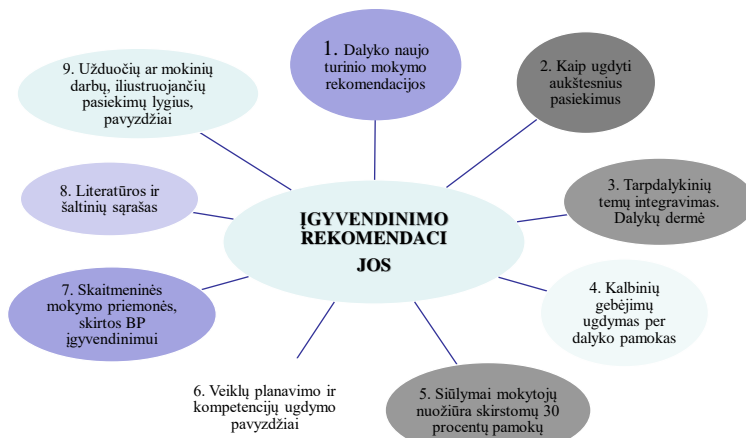 1. Dalyko naujo
turinio mokymo
rekomendacijos
2. Kaip ugdyti
aukštesnius
pasiekimus
3. Tarpdalykinių
temų integravimas.
Dalykų dermė
4. Kalbinių
gebėjimų
ugdymas per
dalyko pamokas
5. Siūlymai mokytojų
nuožiūra skirstomų 30
procentų pamokų
6. Veiklų planavimo ir
kompetencijų ugdymo
pavyzdžiai
7. Skaitmeninės
mokymo priemonės,
skirtos BP
įgyvendinimui
8. Literatūros ir
šaltinių sąrašas
9. Užduočių ar mokinių
darbų, iliustruojančių
pasiekimų lygius,
pavyzdžiai
ĮGYVENDINIMO
REKOMENDACI
JOS